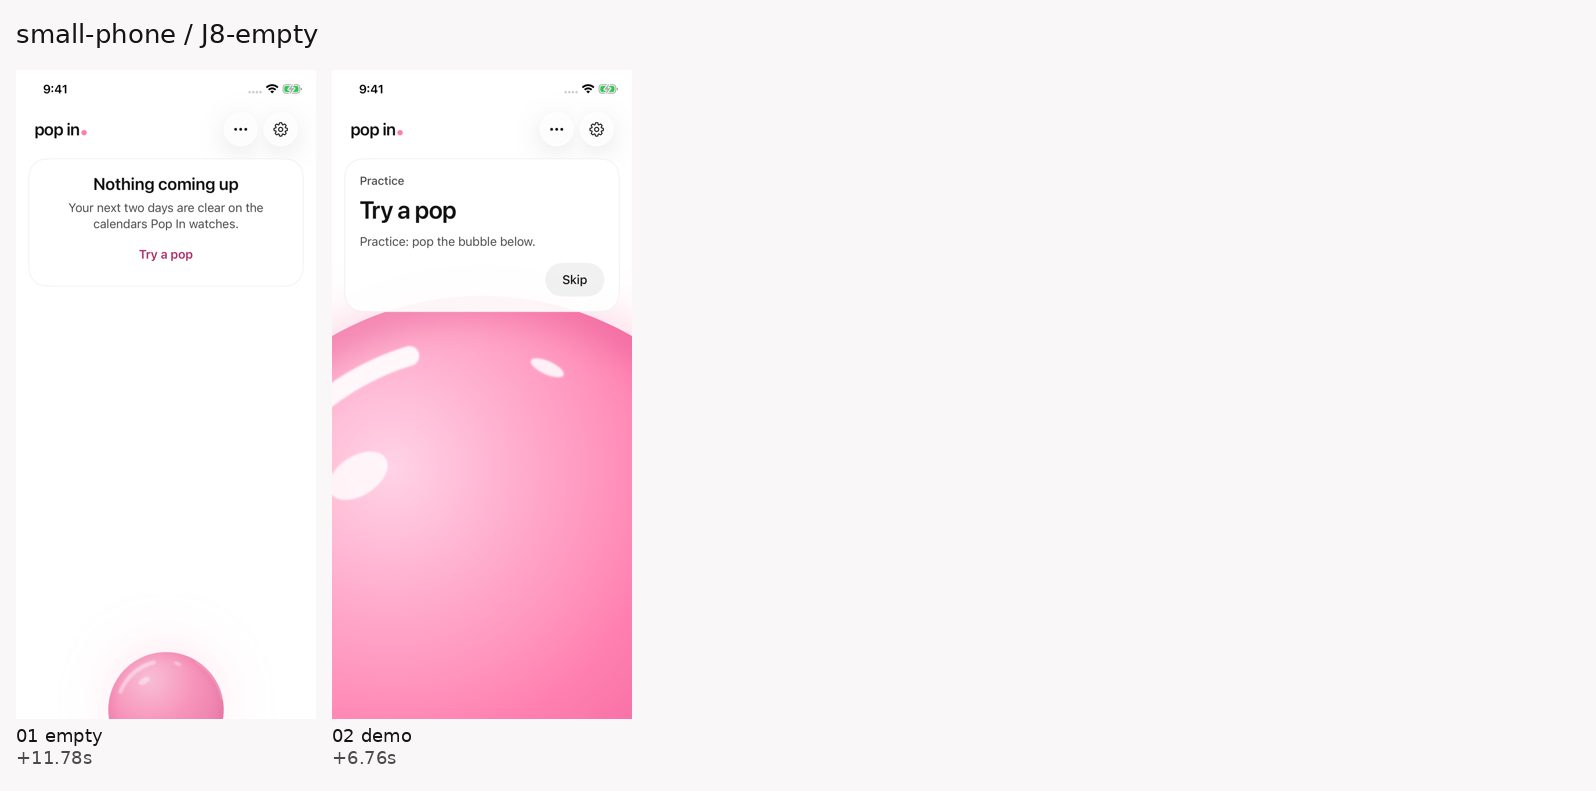 small-phone / J8-empty
9:41
pop in
Nothing coming up
Your next two days are clear on the
calendars Pop In watches.
Try a pop
01 empty
+11.78s
9:41
pop in
Practice
Try a pop
Practice: pop the bubble below.
Skip
02 demo
+6.76s